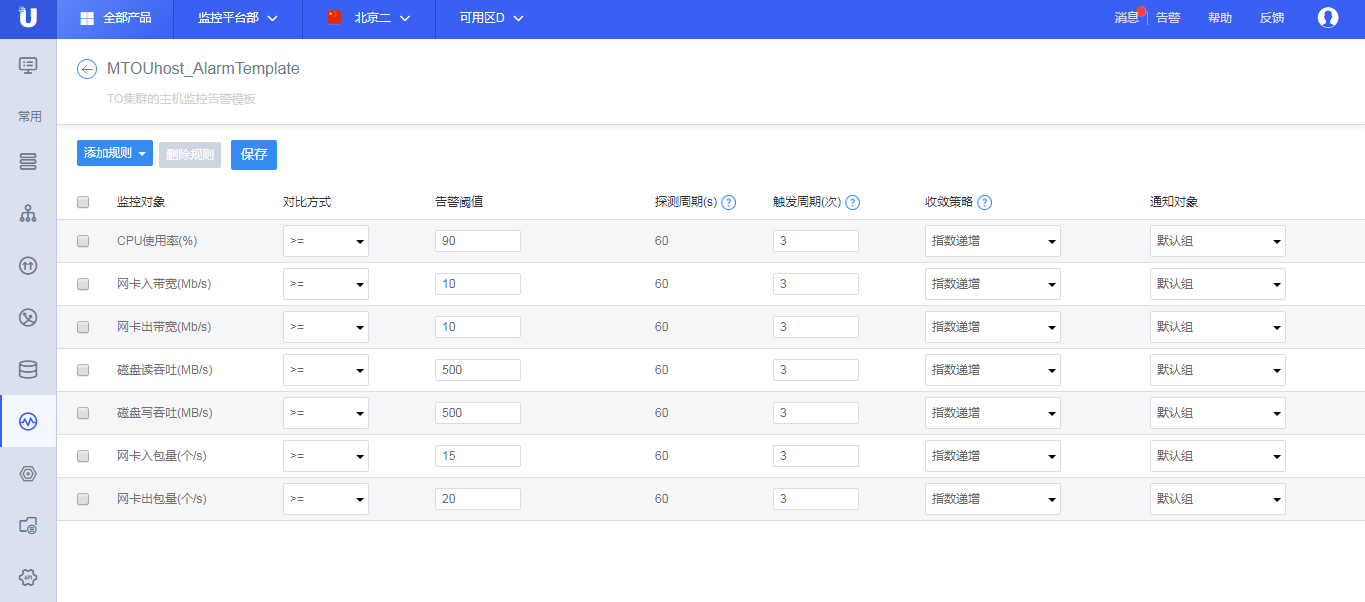 U 全部产品 监控平台部 北京二 可用区D 消息 告警 帮助 反馈
常用
API
MTOUhost_AlarmTemplate
TO集群的主机监控告警模板
添加规则 删除规则 保存
监控对象 对比方式 告警阈值 探测周期(s) ? 触发周期(次) ? 收敛策略 ? 通知对象
CPU使用率(%) >= 90 60 3 指数递增 默认组
网卡入带宽(Mb/s) >= 10 60 3 指数递增 默认组
网卡出带宽(Mb/s) >= 10 60 3 指数递增 默认组
磁盘读吞吐(MB/s) >= 500 60 3 指数递增 默认组
磁盘写吞吐(MB/s) >= 500 60 3 指数递增 默认组
网卡入包量(个/s) >= 15 60 3 指数递增 默认组
网卡出包量(个/s) >= 20 60 3 指数递增 默认组